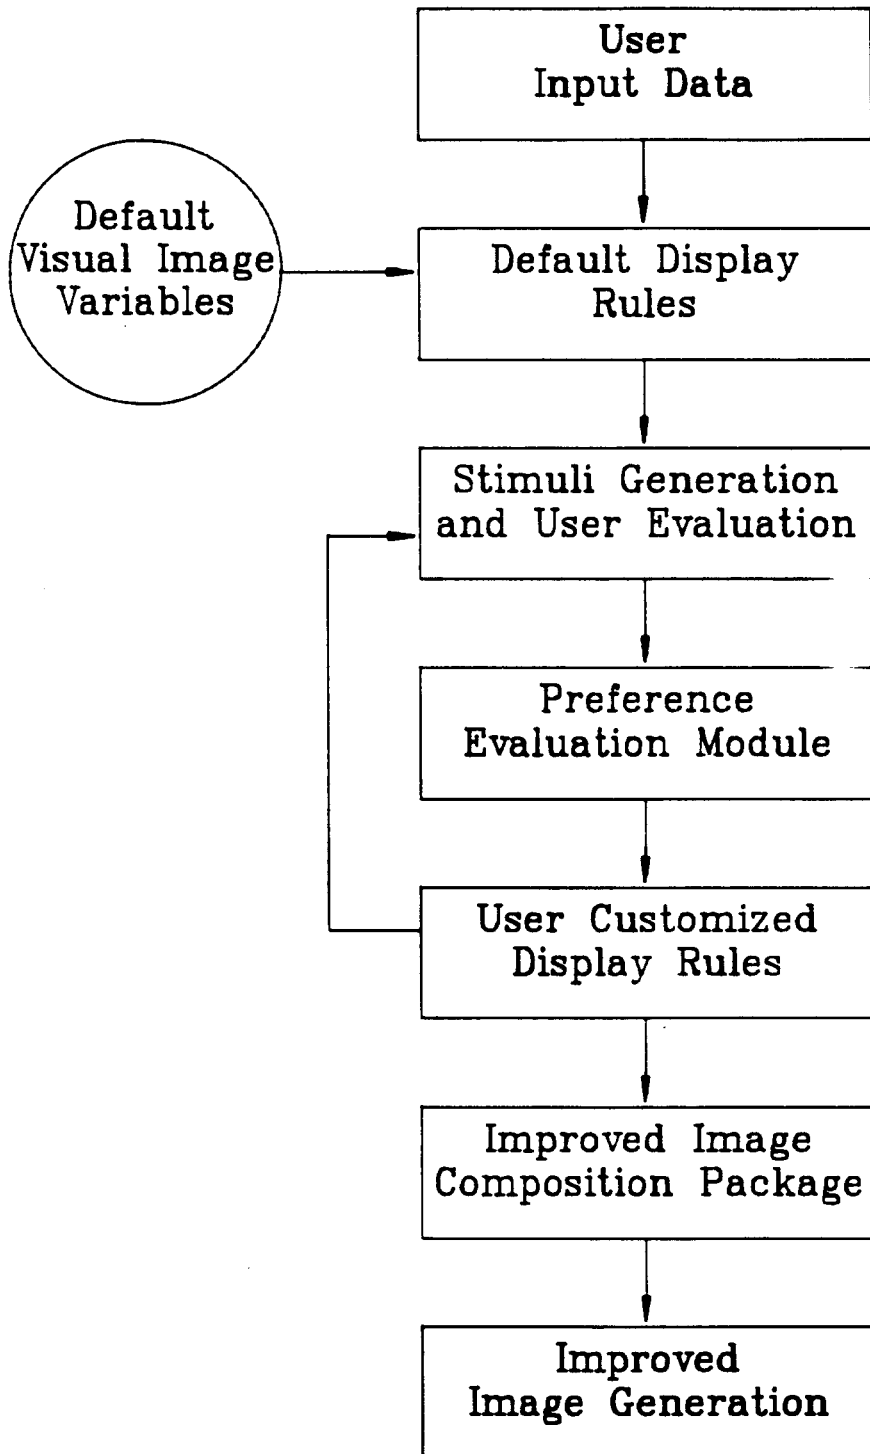 User
Input Data
Default
Visual Image
Variables
Default Display
Rules
Stimuli Generation
and User Evaluation
Preference
Evaluation Module
User Customized
Display Rules
Improved Image
Composition Package
Improved
Image Generation